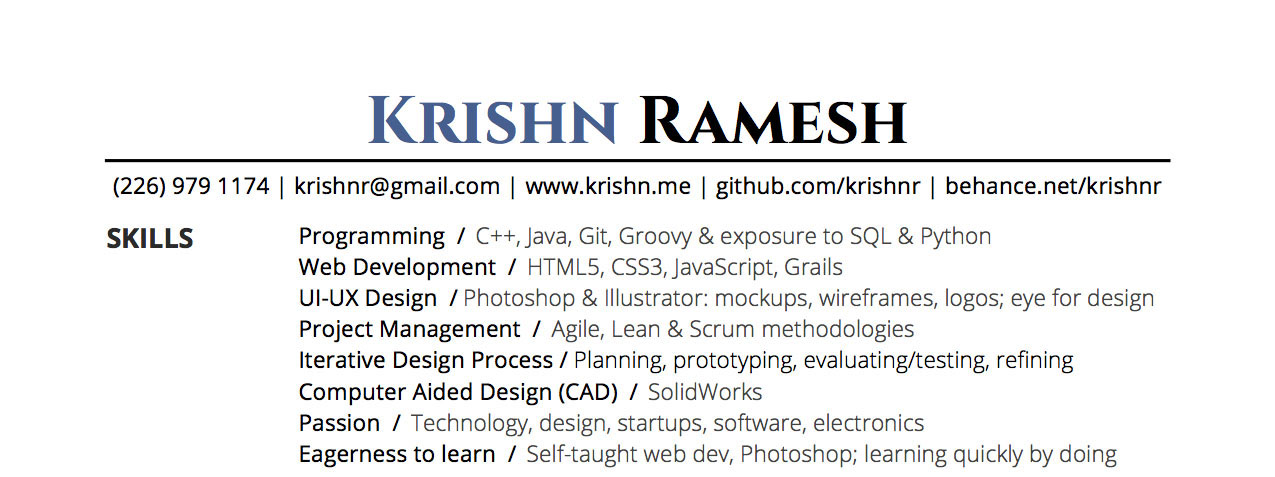 KRISHN RAMESH
(226) 979 1174 | krishnr@gmail.com | www.krishn.me | github.com/krishnr | behance.net/krishnr
SKILLS
Programming / C++, Java, Git, Groovy & exposure to SQL & Python
Web Development / HTML5, CSS3, JavaScript, Grails
UI-UX Design / Photoshop & Illustrator: mockups, wireframes, logos; eye for design
Project Management / Agile, Lean & Scrum methodologies
Iterative Design Process / Planning, prototyping, evaluating/testing, refining
Computer Aided Design (CAD) / SolidWorks
Passion / Technology, design, startups, software, electronics
Eagerness to learn / Self-taught web dev, Photoshop; learning quickly by doing